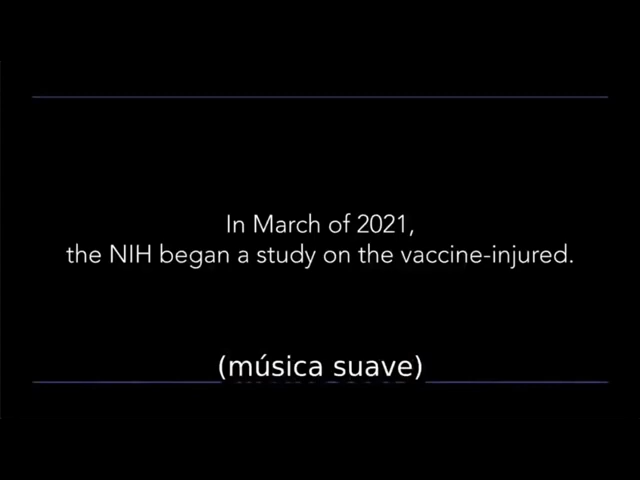 In March of 2021,
the NIH began a study on the vaccine-injured.
(música suave)